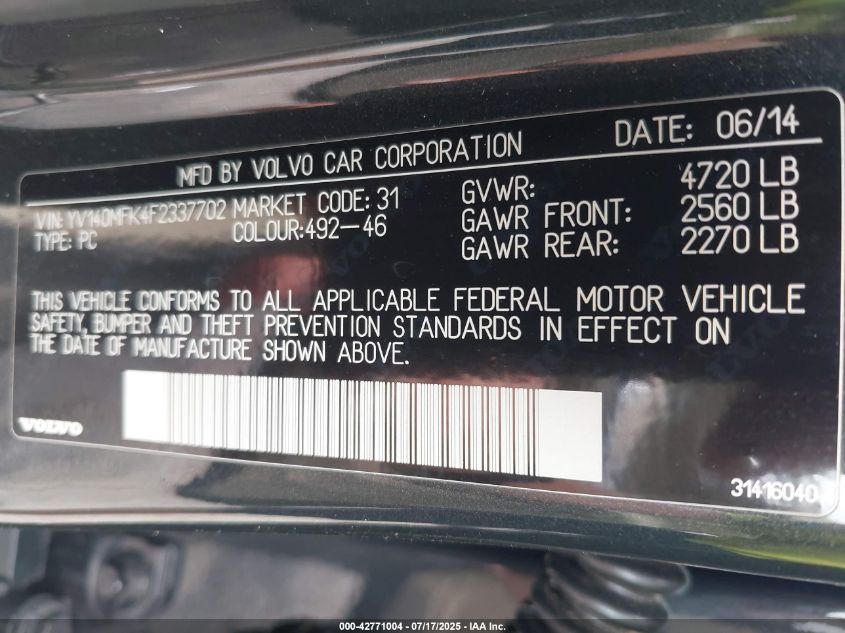 DATE: 06/14
MFD BY VOLVO CAR CORPORATION
VIN: YV140MFK4F2337702 MARKET CODE: 31 GVWR: 4720 LB
TYPE: PC COLOUR:492-46 GAWR FRONT: 2560 LB
GAWR REAR: 2270 LB
THIS VEHICLE CONFORMS TO ALL APPLICABLE FEDERAL MOTOR VEHICLE
SAFETY, BUMPER AND THEFT PREVENTION STANDARDS IN EFFECT ON
THE DATE OF MANUFACTURE SHOWN ABOVE.
VOLVO
31416040
000-42771004 - 07/17/2025 - IAA Inc.